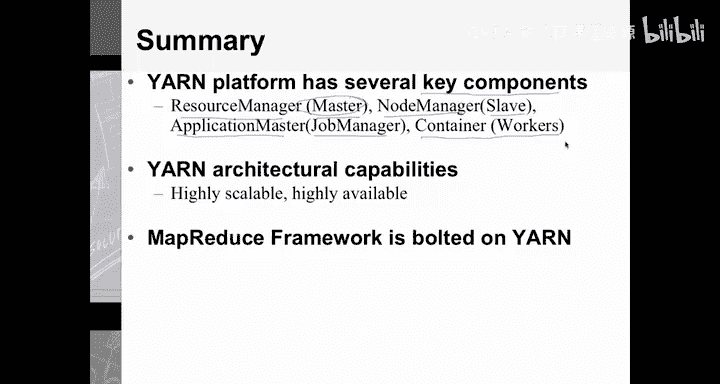 Summary
bilibili
• YARN platform has several key components
– ResourceManager (Master), NodeManager(Slave),
ApplicationMaster(JobManager), Container (Workers)
• YARN architectural capabilities
– Highly scalable, highly available
• MapReduce Framework is bolted on YARN